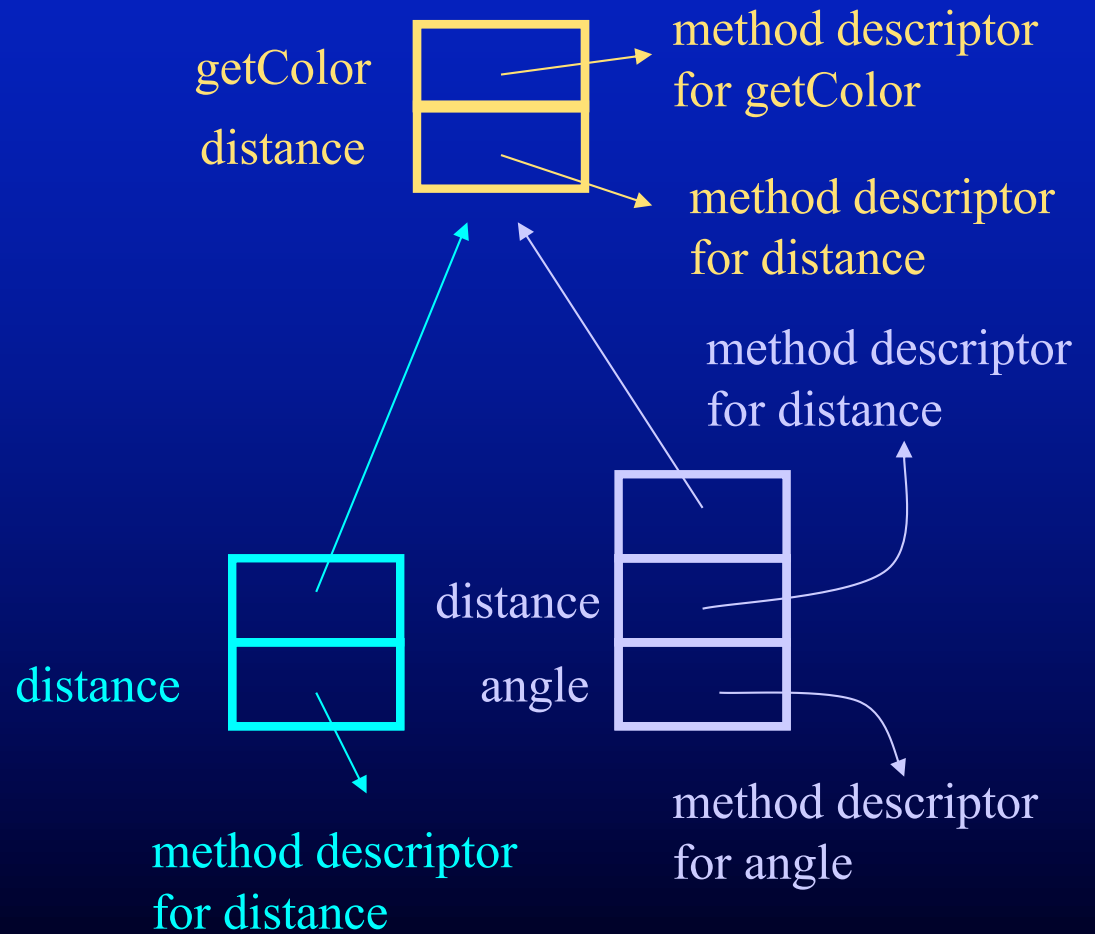 getColor
method descriptor
for getColor
distance
method descriptor
for distance
method descriptor
for distance
distance
distance
angle
method descriptor
for angle
method descriptor
for distance